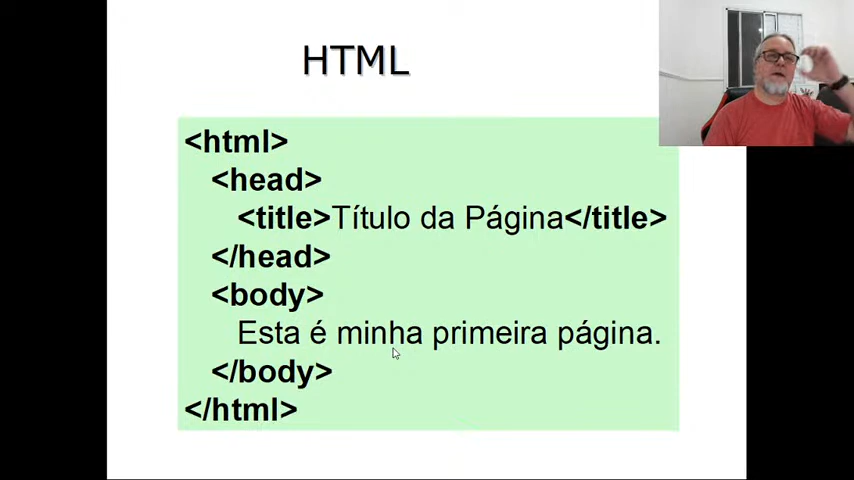 HTML
<html>
<head>
<title>Título da Página</title>
</head>
<body>
Esta é minha primeira página.
</body>
</html>